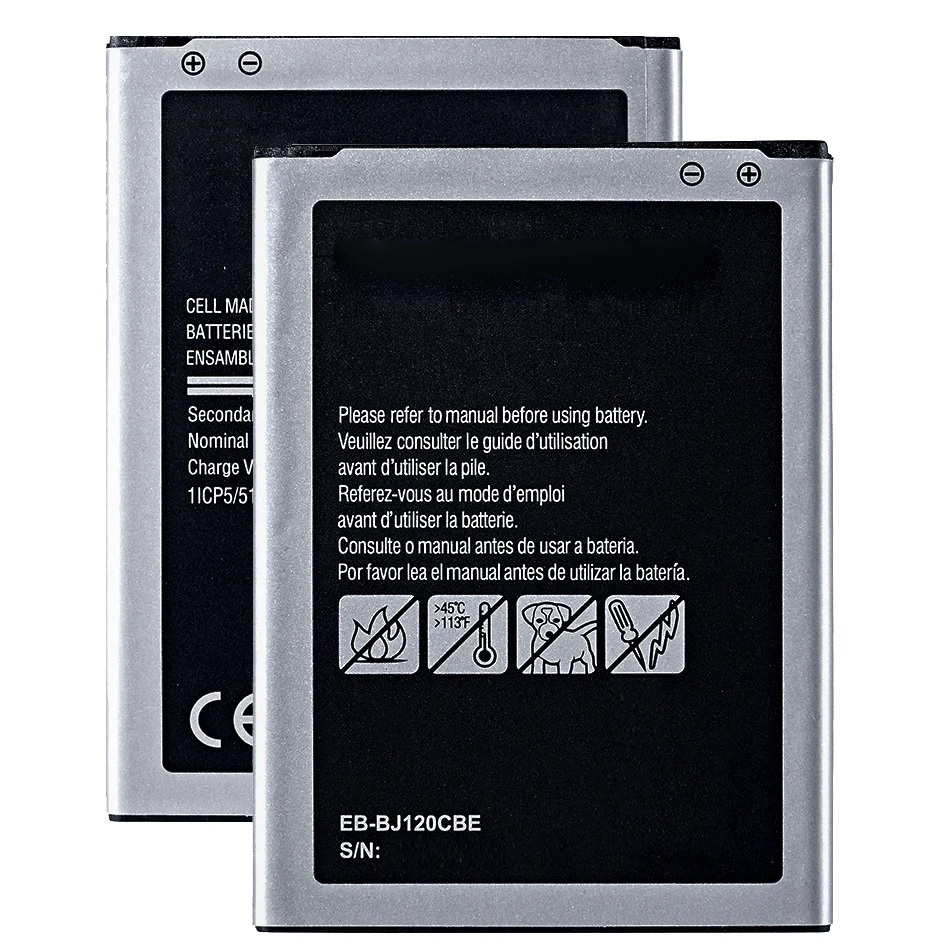 CELL MAD
BATTERIE
ENSAMBL
Seconda
Nominal
Charge V
1ICP5/51
CE
Please refer to manual before using battery.
Veuillez consulter le guide d'utilisation
avant d'utiliser la pile.
Referez-vous au mode d'emploi
avant d'utiliser la batterie.
Consulte o manual antes de usar a bateria.
Por favor lea el manual antes de utilizar la batería.
>45°C
>113°F
EB-BJ120CBE
S/N: